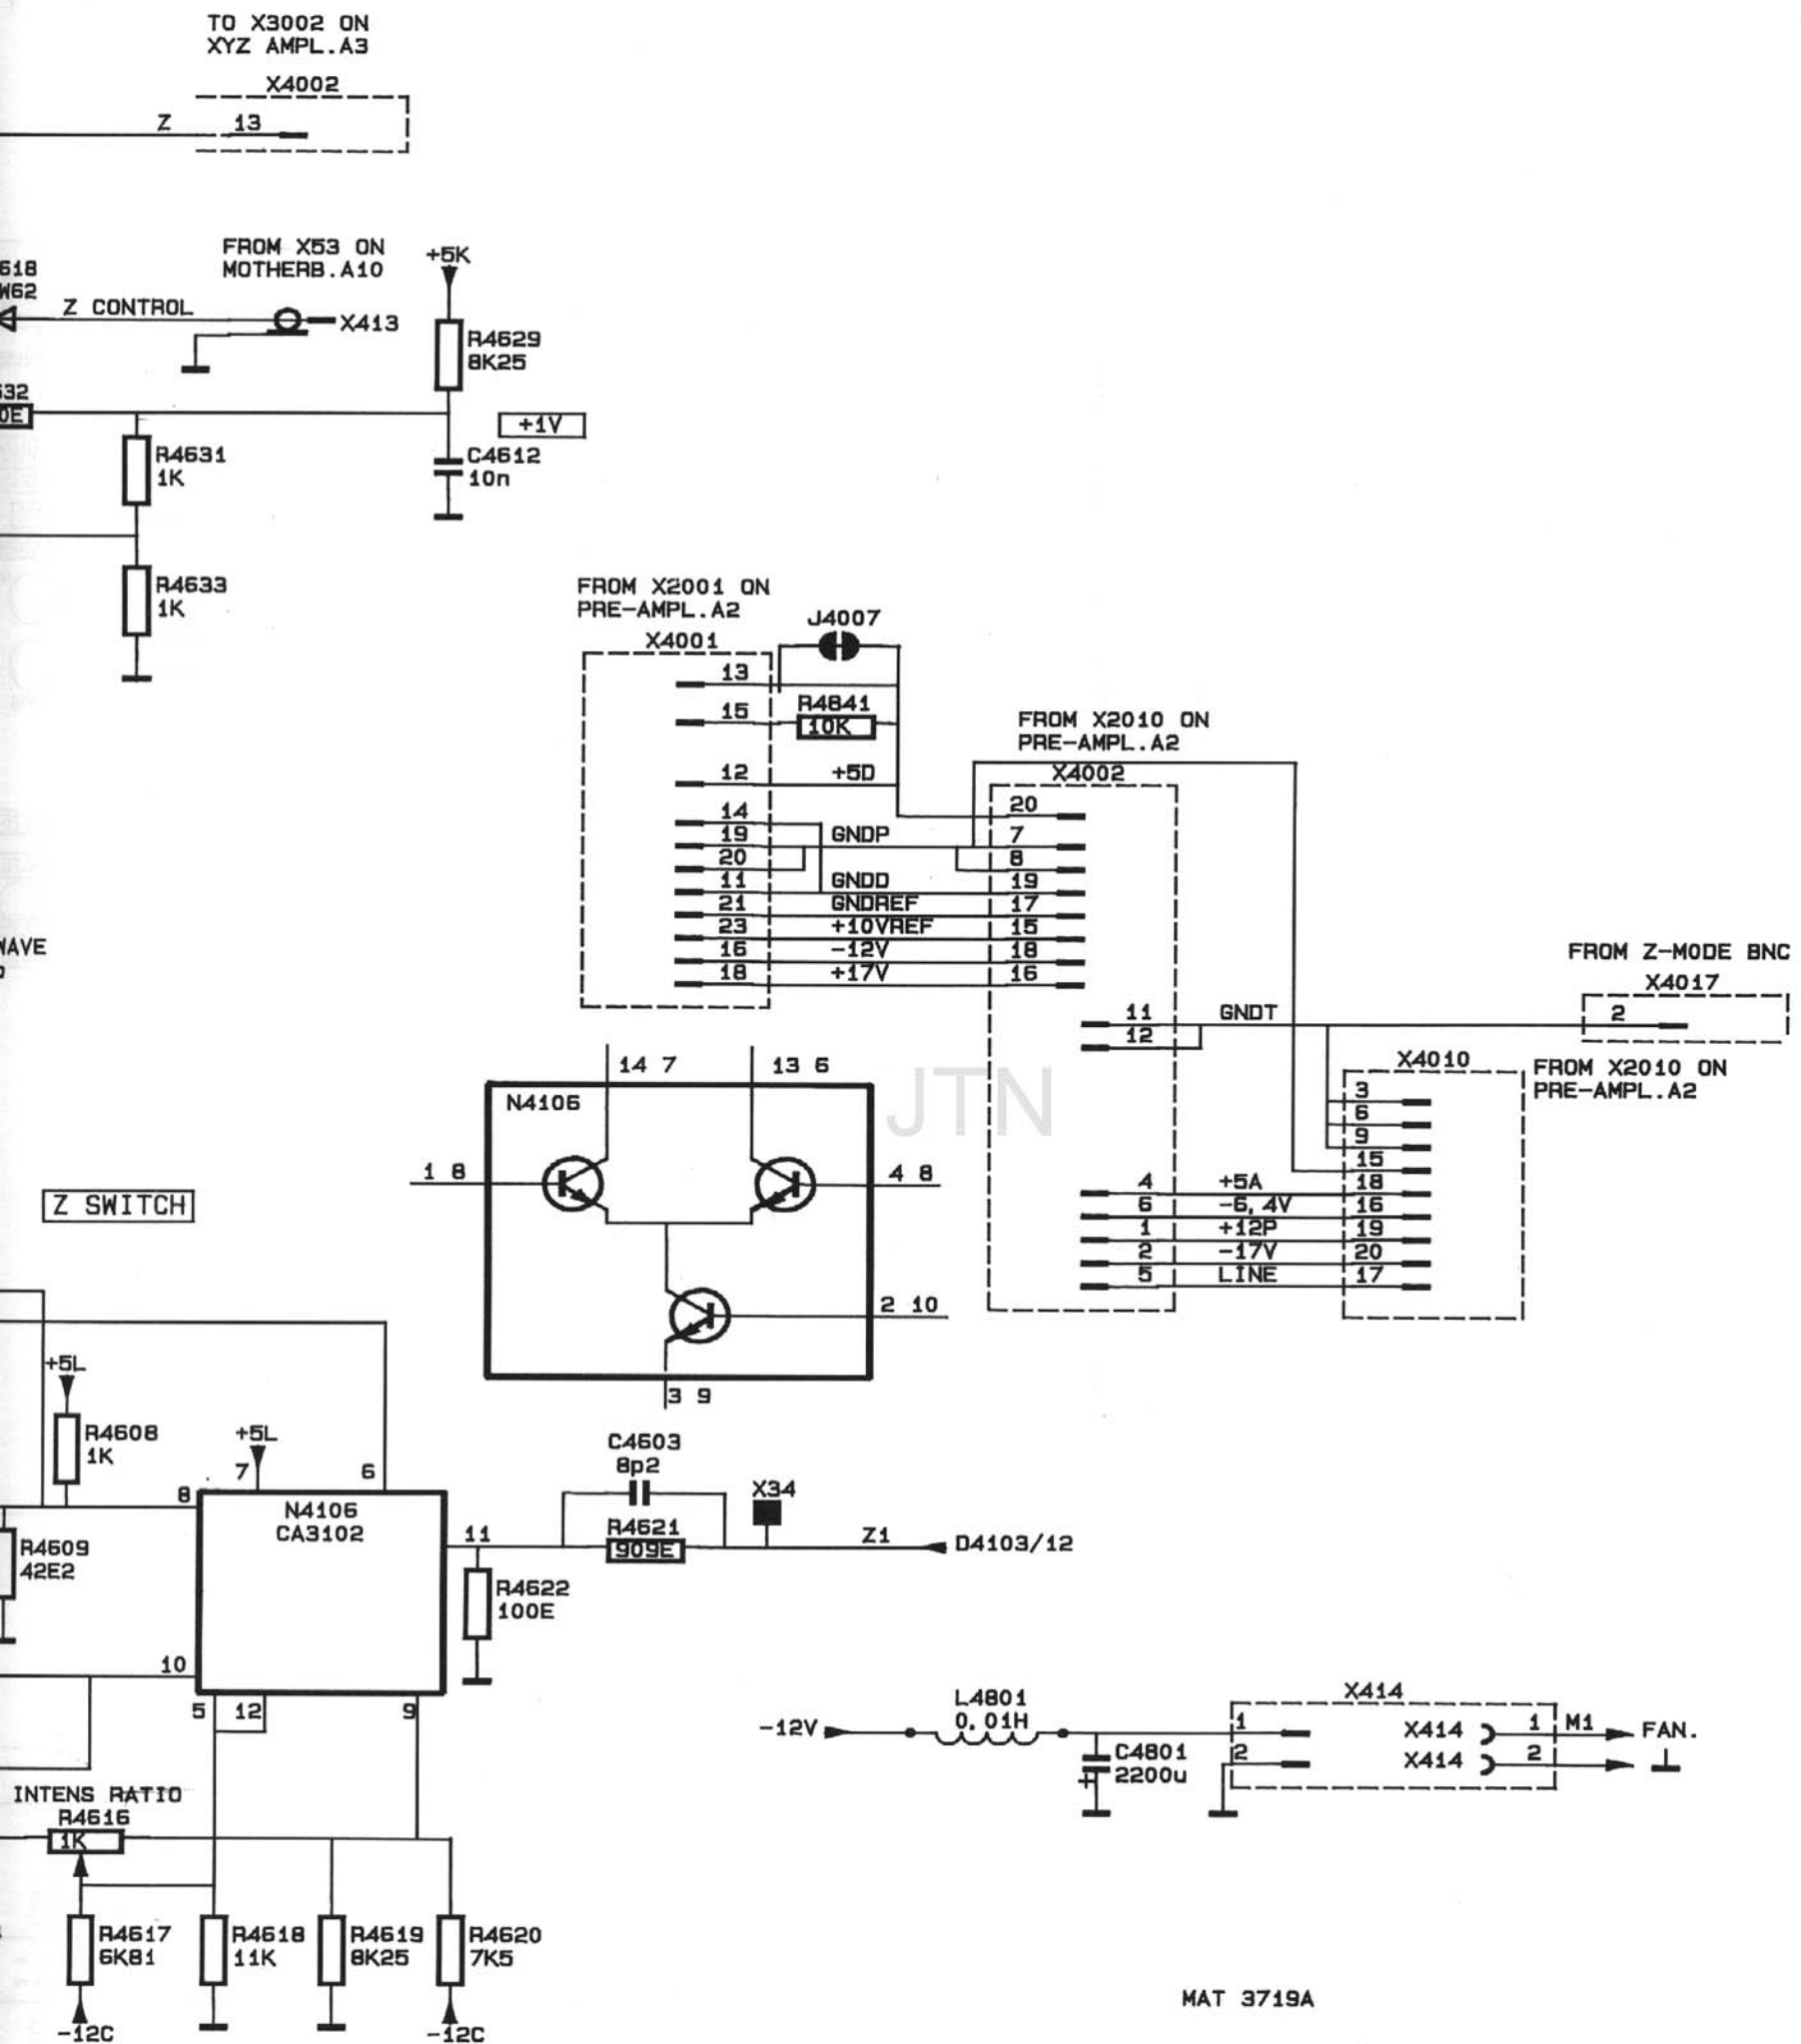 TO X3002 ON
XYZ AMPL.A3
X4002
Z 13
FROM X53 ON
MOTHERB.A10
+5K
618
W62
Z CONTROL
X413
R4629
8K25
632
0E
+1V
R4631
1K
C4612
10n
R4633
1K
FROM X2001 ON
PRE-AMPL.A2
X4001
J4007
13
15
R4841
10K
12 +5D
14
19 GNDP
20
11 GNDD
21 GNDREF
23 +10VREF
16 -12V
18 +17V
FROM X2010 ON
PRE-AMPL.A2
X4002
20
7
8
19
17
15
18
16
11 GNDT
12
FROM Z-MODE BNC
X4017
2
X4010
FROM X2010 ON
PRE-AMPL.A2
3
6
9
15
4 +5A 18
6 -6,4V 16
1 +12P 19
2 -17V 20
5 LINE 17
WAVE
JTN
14 7
13 6
N4106
1 8
4 8
2 10
3 9
Z SWITCH
+5L
R4608
1K
+5L
7
6
8
N4106
CA3102
R4609
42E2
11
C4603
8p2
R4621
909E
X34
Z1
D4103/12
R4622
100E
10
5
12
9
INTENS RATIO
R4616
1K
R4617
6K81
R4618
11K
R4619
8K25
R4620
7K5
-12C
-12C
-12V
L4801
0,01H
C4801
2200u
+
X414
1
2
X414 1 M1 FAN.
X414 2
MAT 3719A